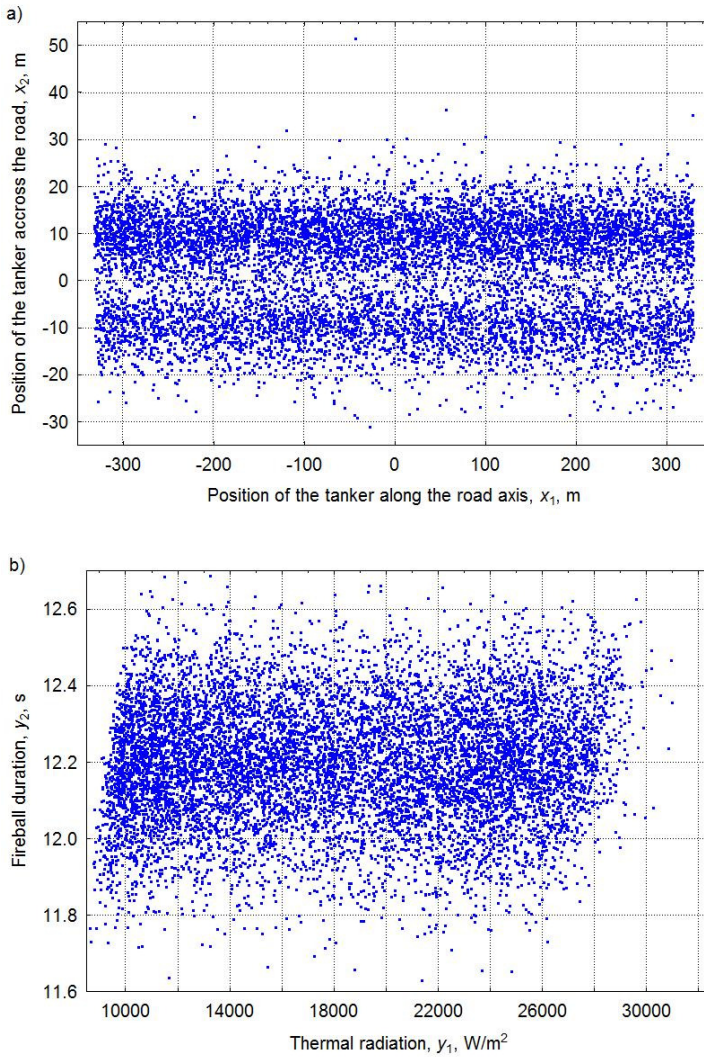 a)
50
40
30
20
10
0
-10
-20
-30
Position of the tanker accross the road, x2, m
-300 -200 -100 0 100 200 300
Position of the tanker along the road axis, x1, m
b)
12.6
12.4
12.2
12.0
11.8
11.6
Fireball duration, y2, s
10000 14000 18000 22000 26000 30000
Thermal radiation, y1, W/m²